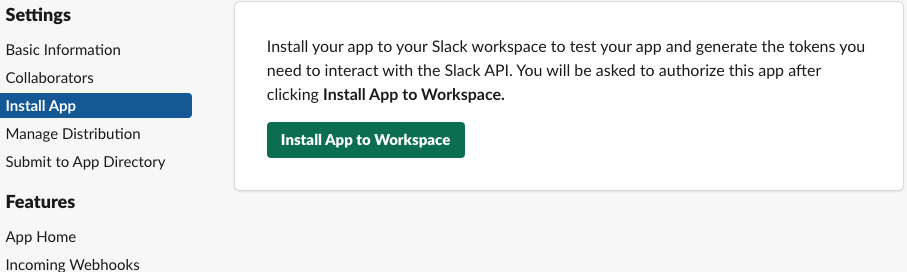 Settings
Basic Information
Collaborators
Install App
Manage Distribution
Submit to App Directory
Features
App Home
Incoming Webhooks
Install your app to your Slack workspace to test your app and generate the tokens you
need to interact with the Slack API. You will be asked to authorize this app after
clicking Install App to Workspace.
Install App to Workspace